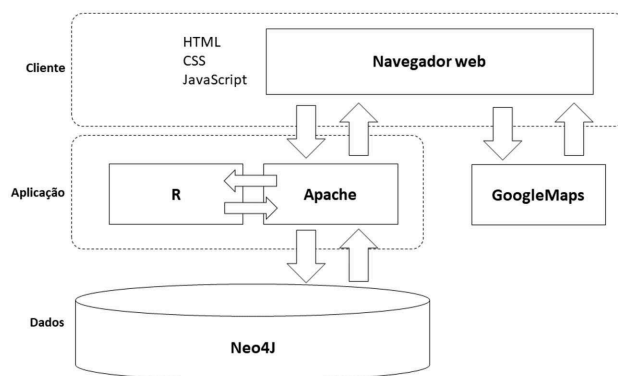 HTML
CSS
JavaScript
Navegador web
Cliente
Aplicação
R
Apache
GoogleMaps
Dados
Neo4J